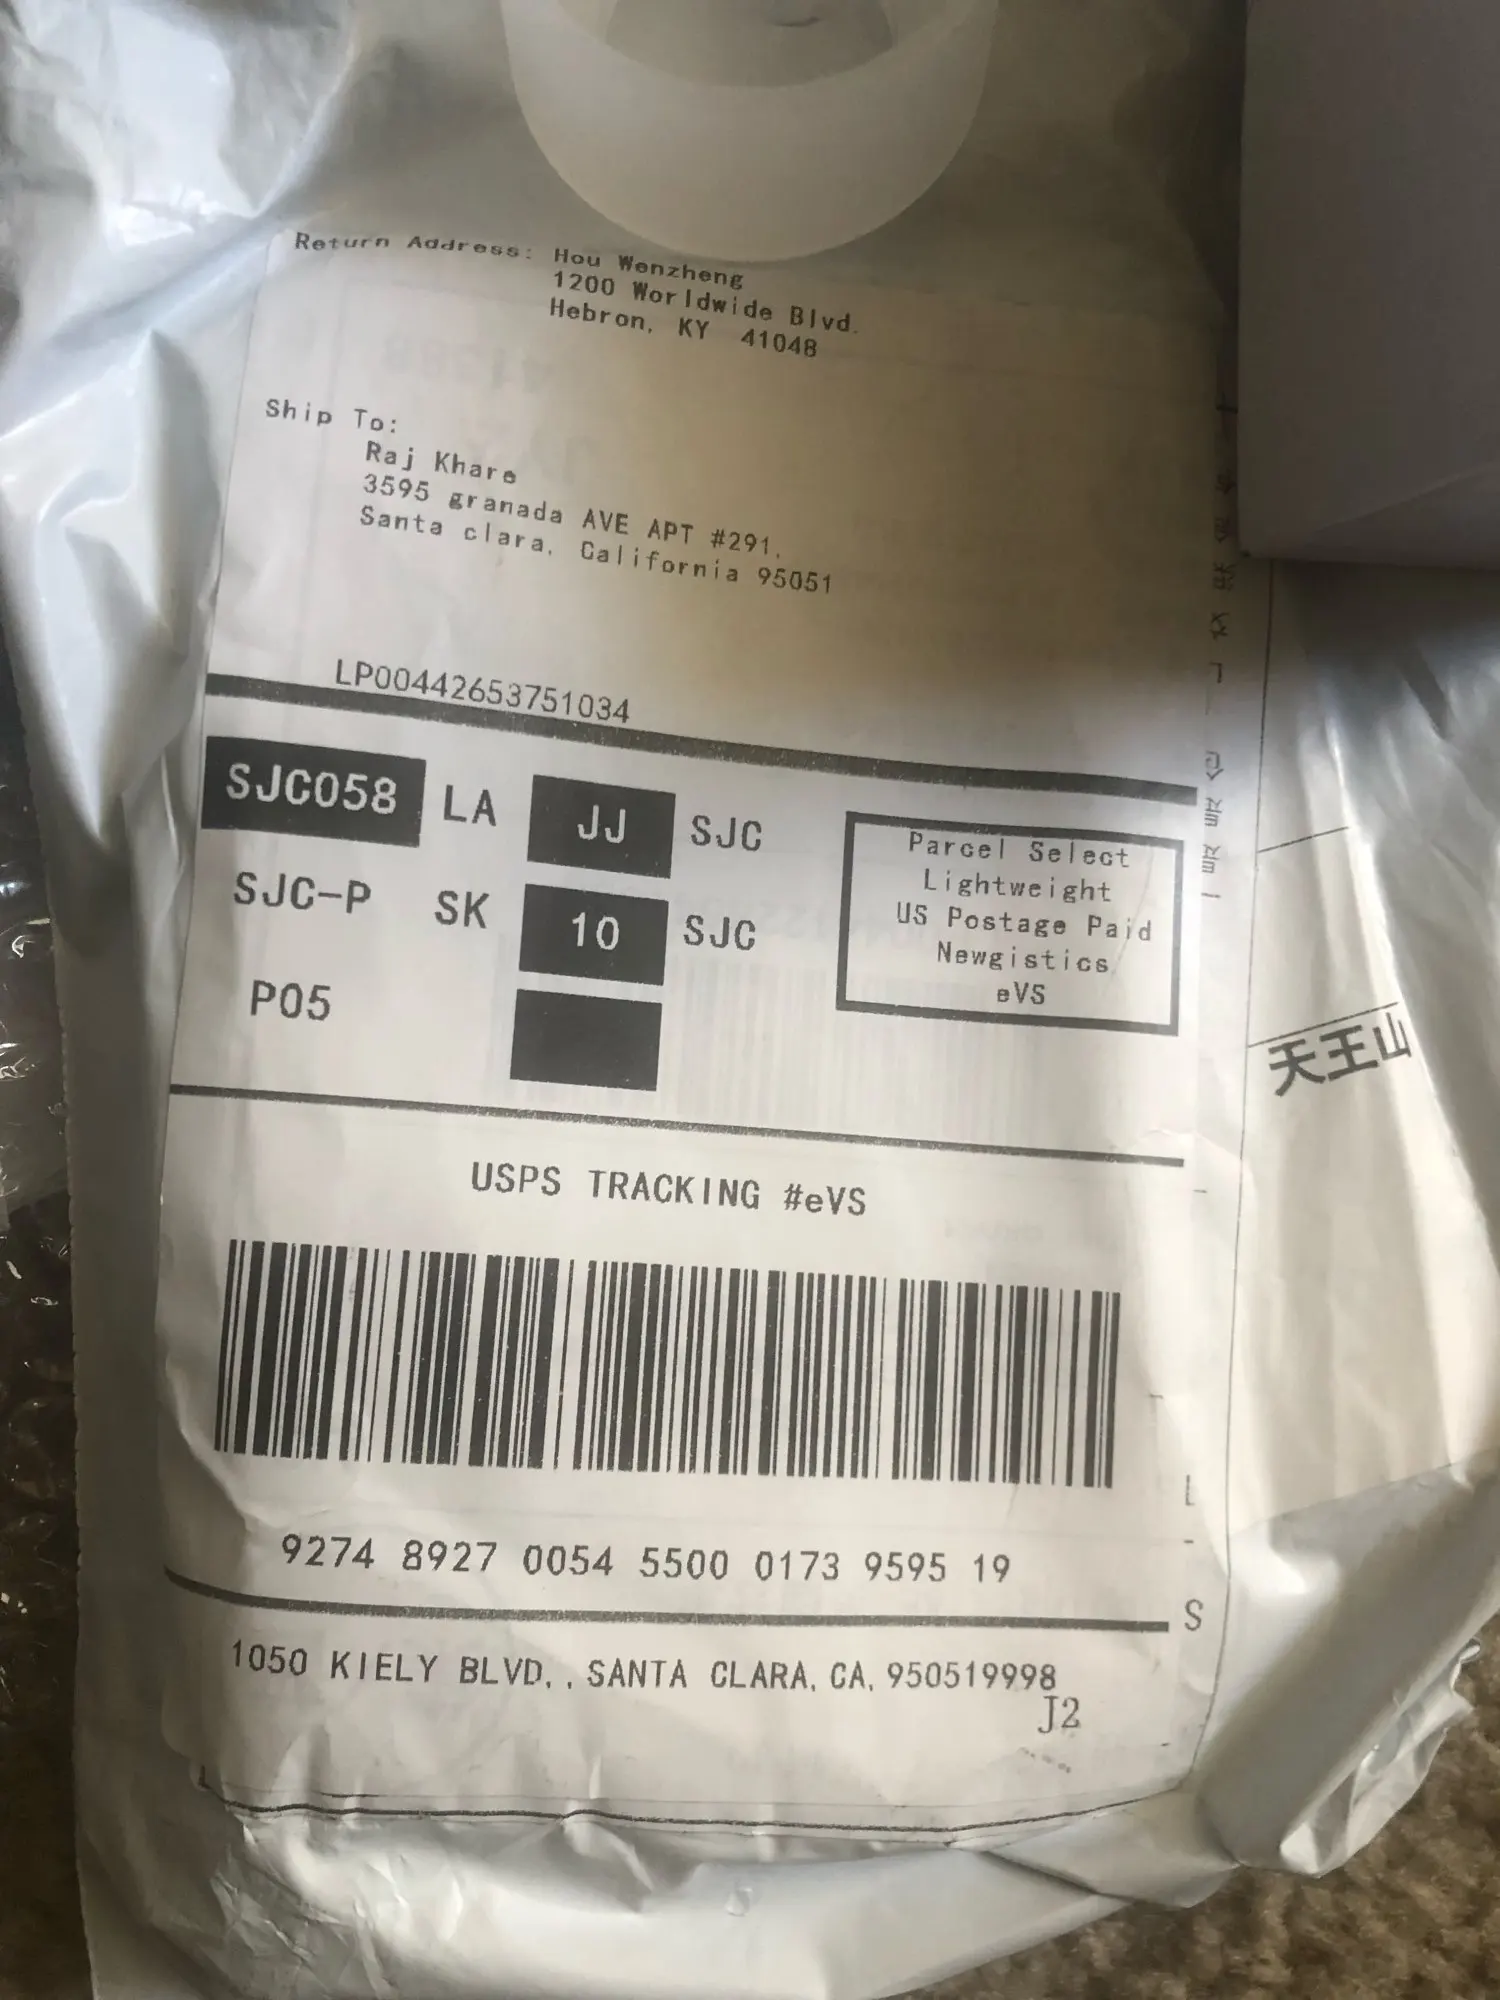 Return Address: Hou Wenzheng
1200 Worldwide Blvd.
Hebron, KY 41048
Ship To:
Raj Khare
3595 granada AVE APT #291,
Santa clara, California 95051
LP00442653751034
SJC058 LA JJ SJC
SJC-P SK 10 SJC
P05
Parcel Select
Lightweight
US Postage Paid
Newgistics
eVS
天王山
USPS TRACKING #eVS
9274 8927 0054 5500 0173 9595 19
S
1050 KIELY BLVD,,SANTA CLARA,CA,950519998
J2